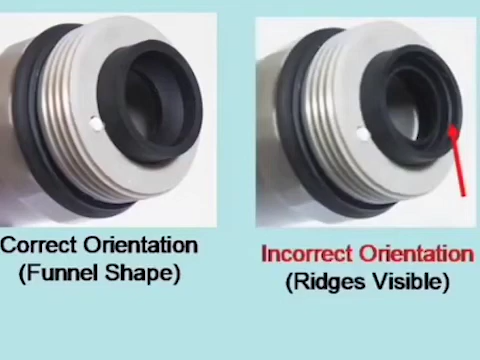 Correct Orientation
(Funnel Shape)
Incorrect Orientation
(Ridges Visible)